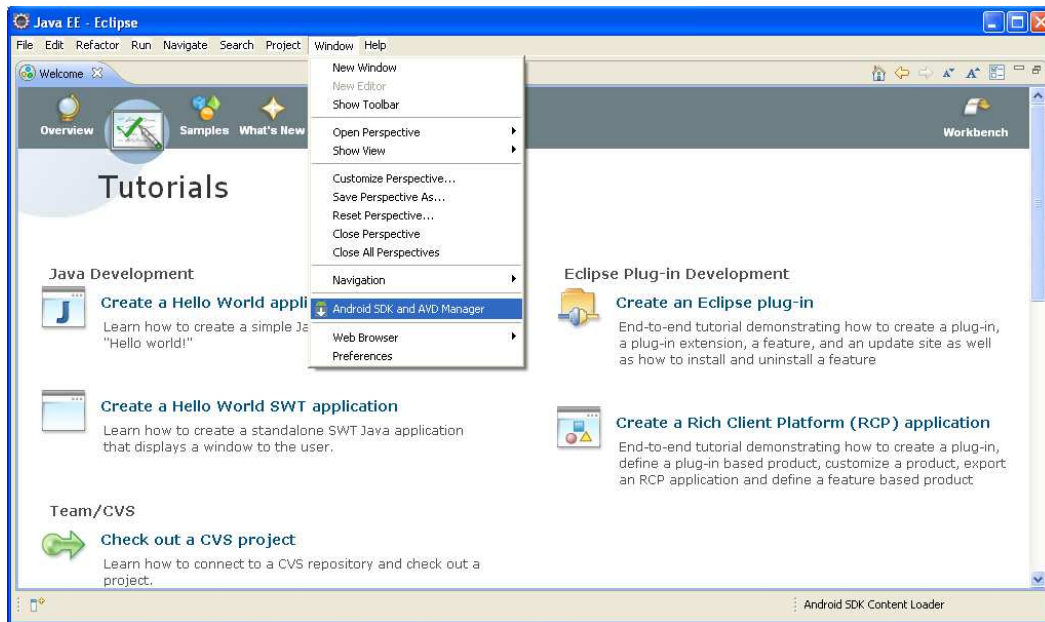 Java EE - Eclipse
File Edit Refactor Run Navigate Search Project Window Help
Welcome
Overview
Samples
What's New
Workbench
New Window
New Editor
Show Toolbar
Open Perspective
Show View
Customize Perspective...
Save Perspective As...
Reset Perspective...
Close Perspective
Close All Perspectives
Navigation
Android SDK and AVD Manager
Web Browser
Preferences
Tutorials
Java Development
Create a Hello World appli
Learn how to create a simple Ja
"Hello world!"
Create a Hello World SWT application
Learn how to create a standalone SWT Java application
that displays a window to the user.
Team/CVS
Check out a CVS project
Learn how to connect to a CVS repository and check out a
project.
Eclipse Plug-in Development
Create an Eclipse plug-in
End-to-end tutorial demonstrating how to create a plug-in,
a plug-in extension, a feature, and an update site as well
as how to install and uninstall a feature
Create a Rich Client Platform (RCP) application
End-to-end tutorial demonstrating how to create a plug-in,
define a plug-in based product, customize a product, export
an RCP application and define a feature based product
Android SDK Content Loader